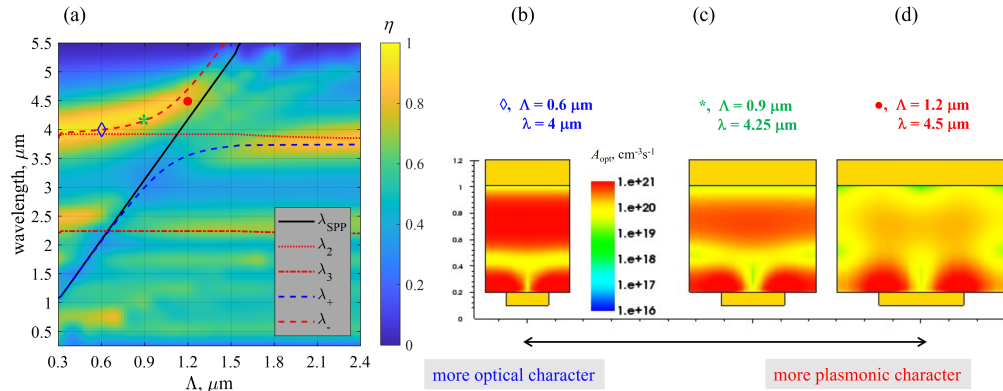 (a)
η
(b)
(c)
(d)
5.5
5
4.5
4
3.5
3
2.5
2
1.5
1
0.5
wavelength, μm
0.3
0.6
0.9
1.2
1.5
1.8
2.1
2.4
Λ, μm
λSPP
λ2
λ3
λ+
λ-
1
0.8
0.6
0.4
0.2
0
◊, Λ = 0.6 μm
λ = 4 μm
*, Λ = 0.9 μm
λ = 4.25 μm
●, Λ = 1.2 μm
λ = 4.5 μm
1.2
1
0.8
0.6
0.4
0.2
0
Aopt, cm-3s-1
1.e+21
1.e+20
1.e+19
1.e+18
1.e+17
1.e+16
more optical character
more plasmonic character